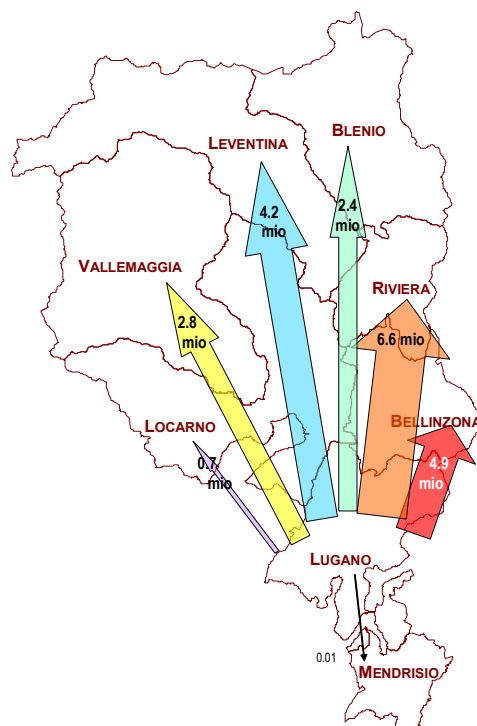 BLENIO
LEVENTINA
4.2
mio
2.4
mio
VALLEMAGGIA
RIVIERA
2.8
mio
6.6 mio
LOCARNO
BELLINZONA
0.7
mio
4.9
mio
LUGANO
0.01
MENDRISIO